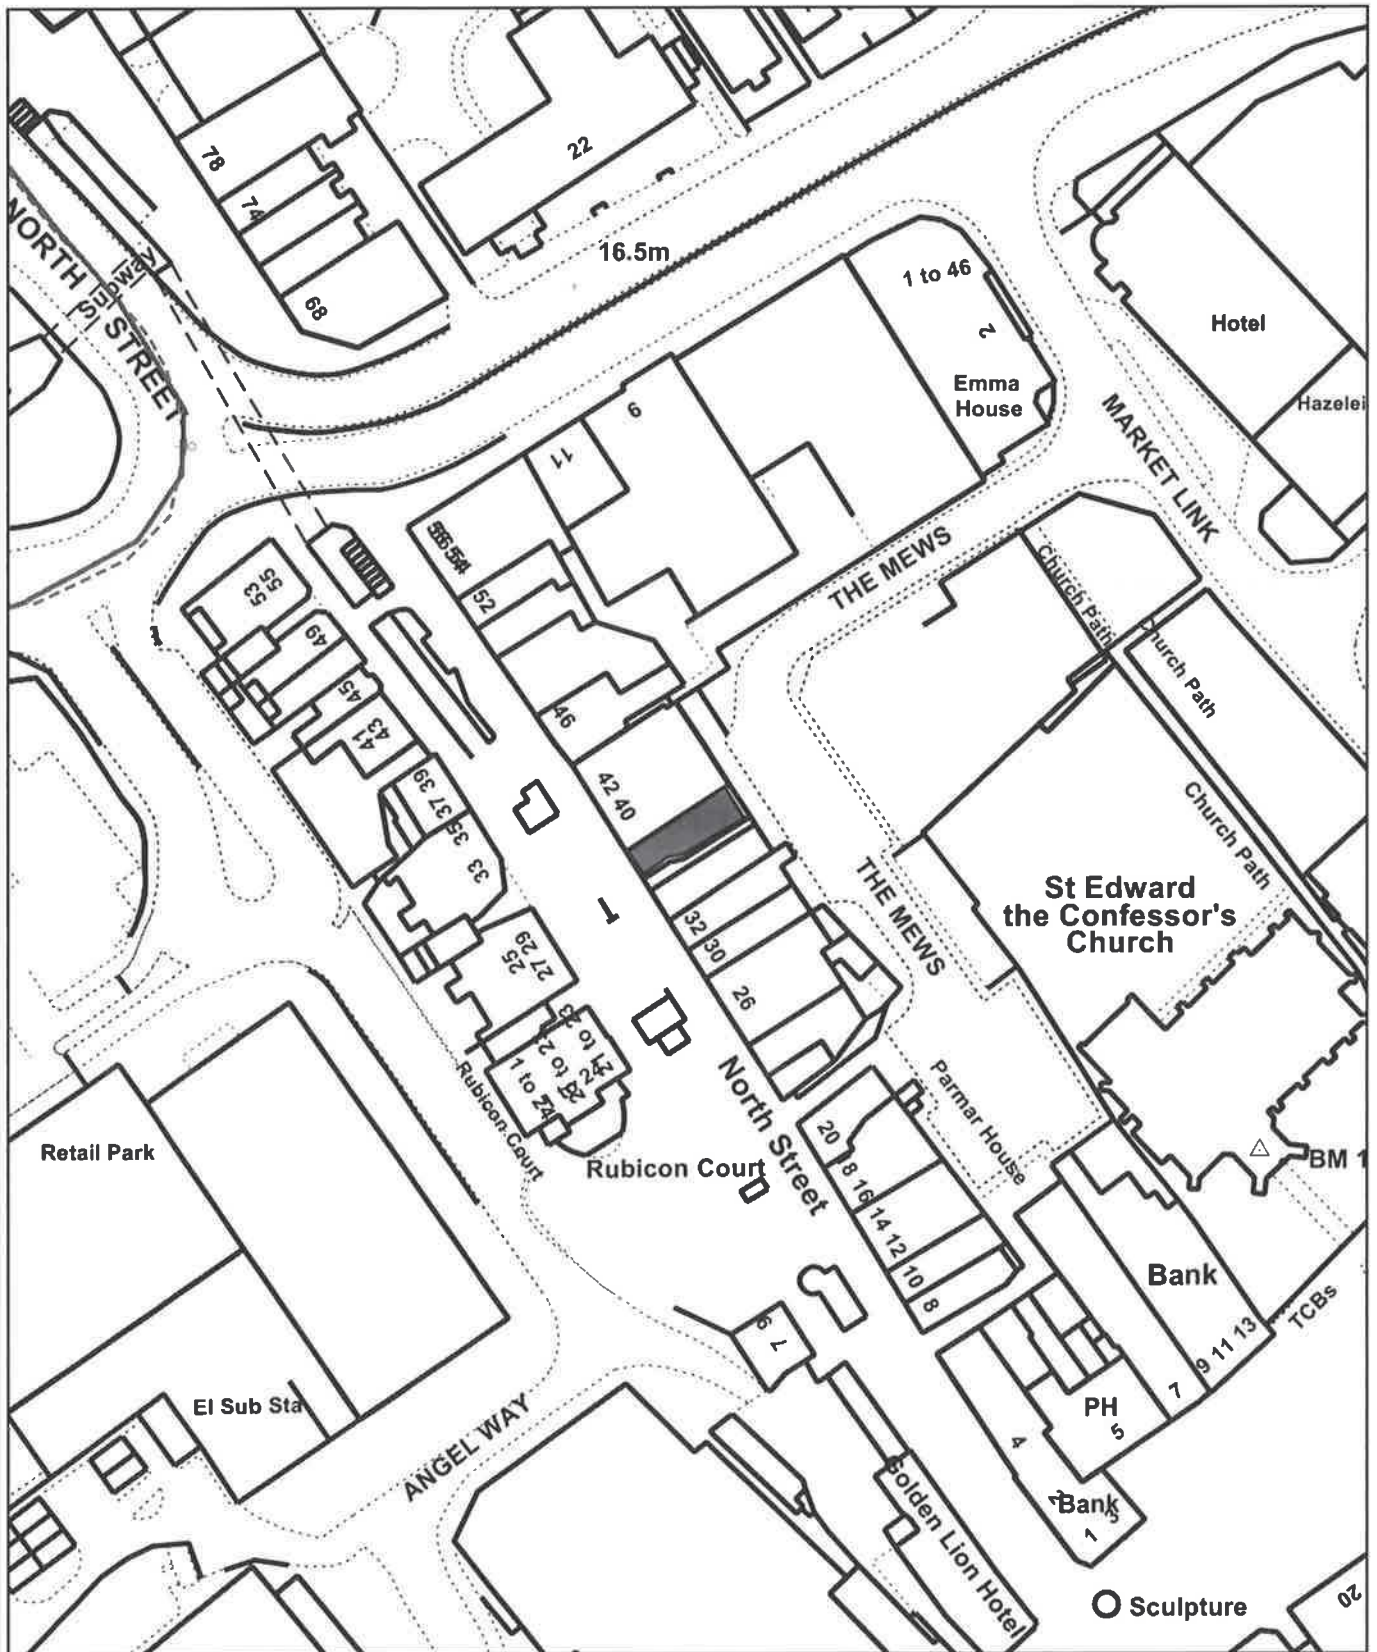 78
74
68
22
16.5m
NORTH STREET
1 to 46
2
Emma
House
Hotel
Hazelei
MARKET LINK
9
11
52
46
42 40
55
53
49
45
43
41
39
37
35
33
THE MEWS
Church Path
Church Path
Church Path
St Edward
the Confessor's
Church
THE MEWS
32
30
26
27 29
25
1 to 24
Rubicon Court
Rubicon Court
North Street
Parmar House
20
8
16
14
12
10
8
Retail Park
El Sub Sta
ANGEL WAY
BM 1
Bank
TCBs
9 11 13
7
PH
5
4
9
7
Bank
2
3
1
Golden Lion Hotel
Sculpture
20